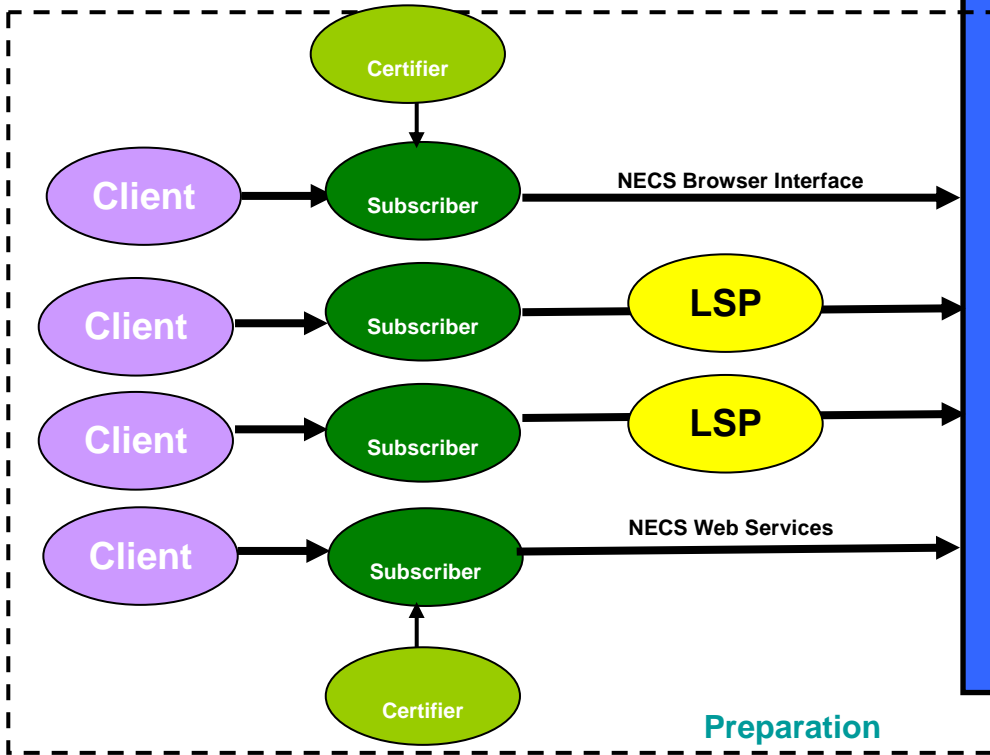 Certifier
Client
Subscriber
NECS Browser Interface
Client
Subscriber
LSP
Client
Subscriber
LSP
Client
Subscriber
NECS Web Services
Certifier
Preparation